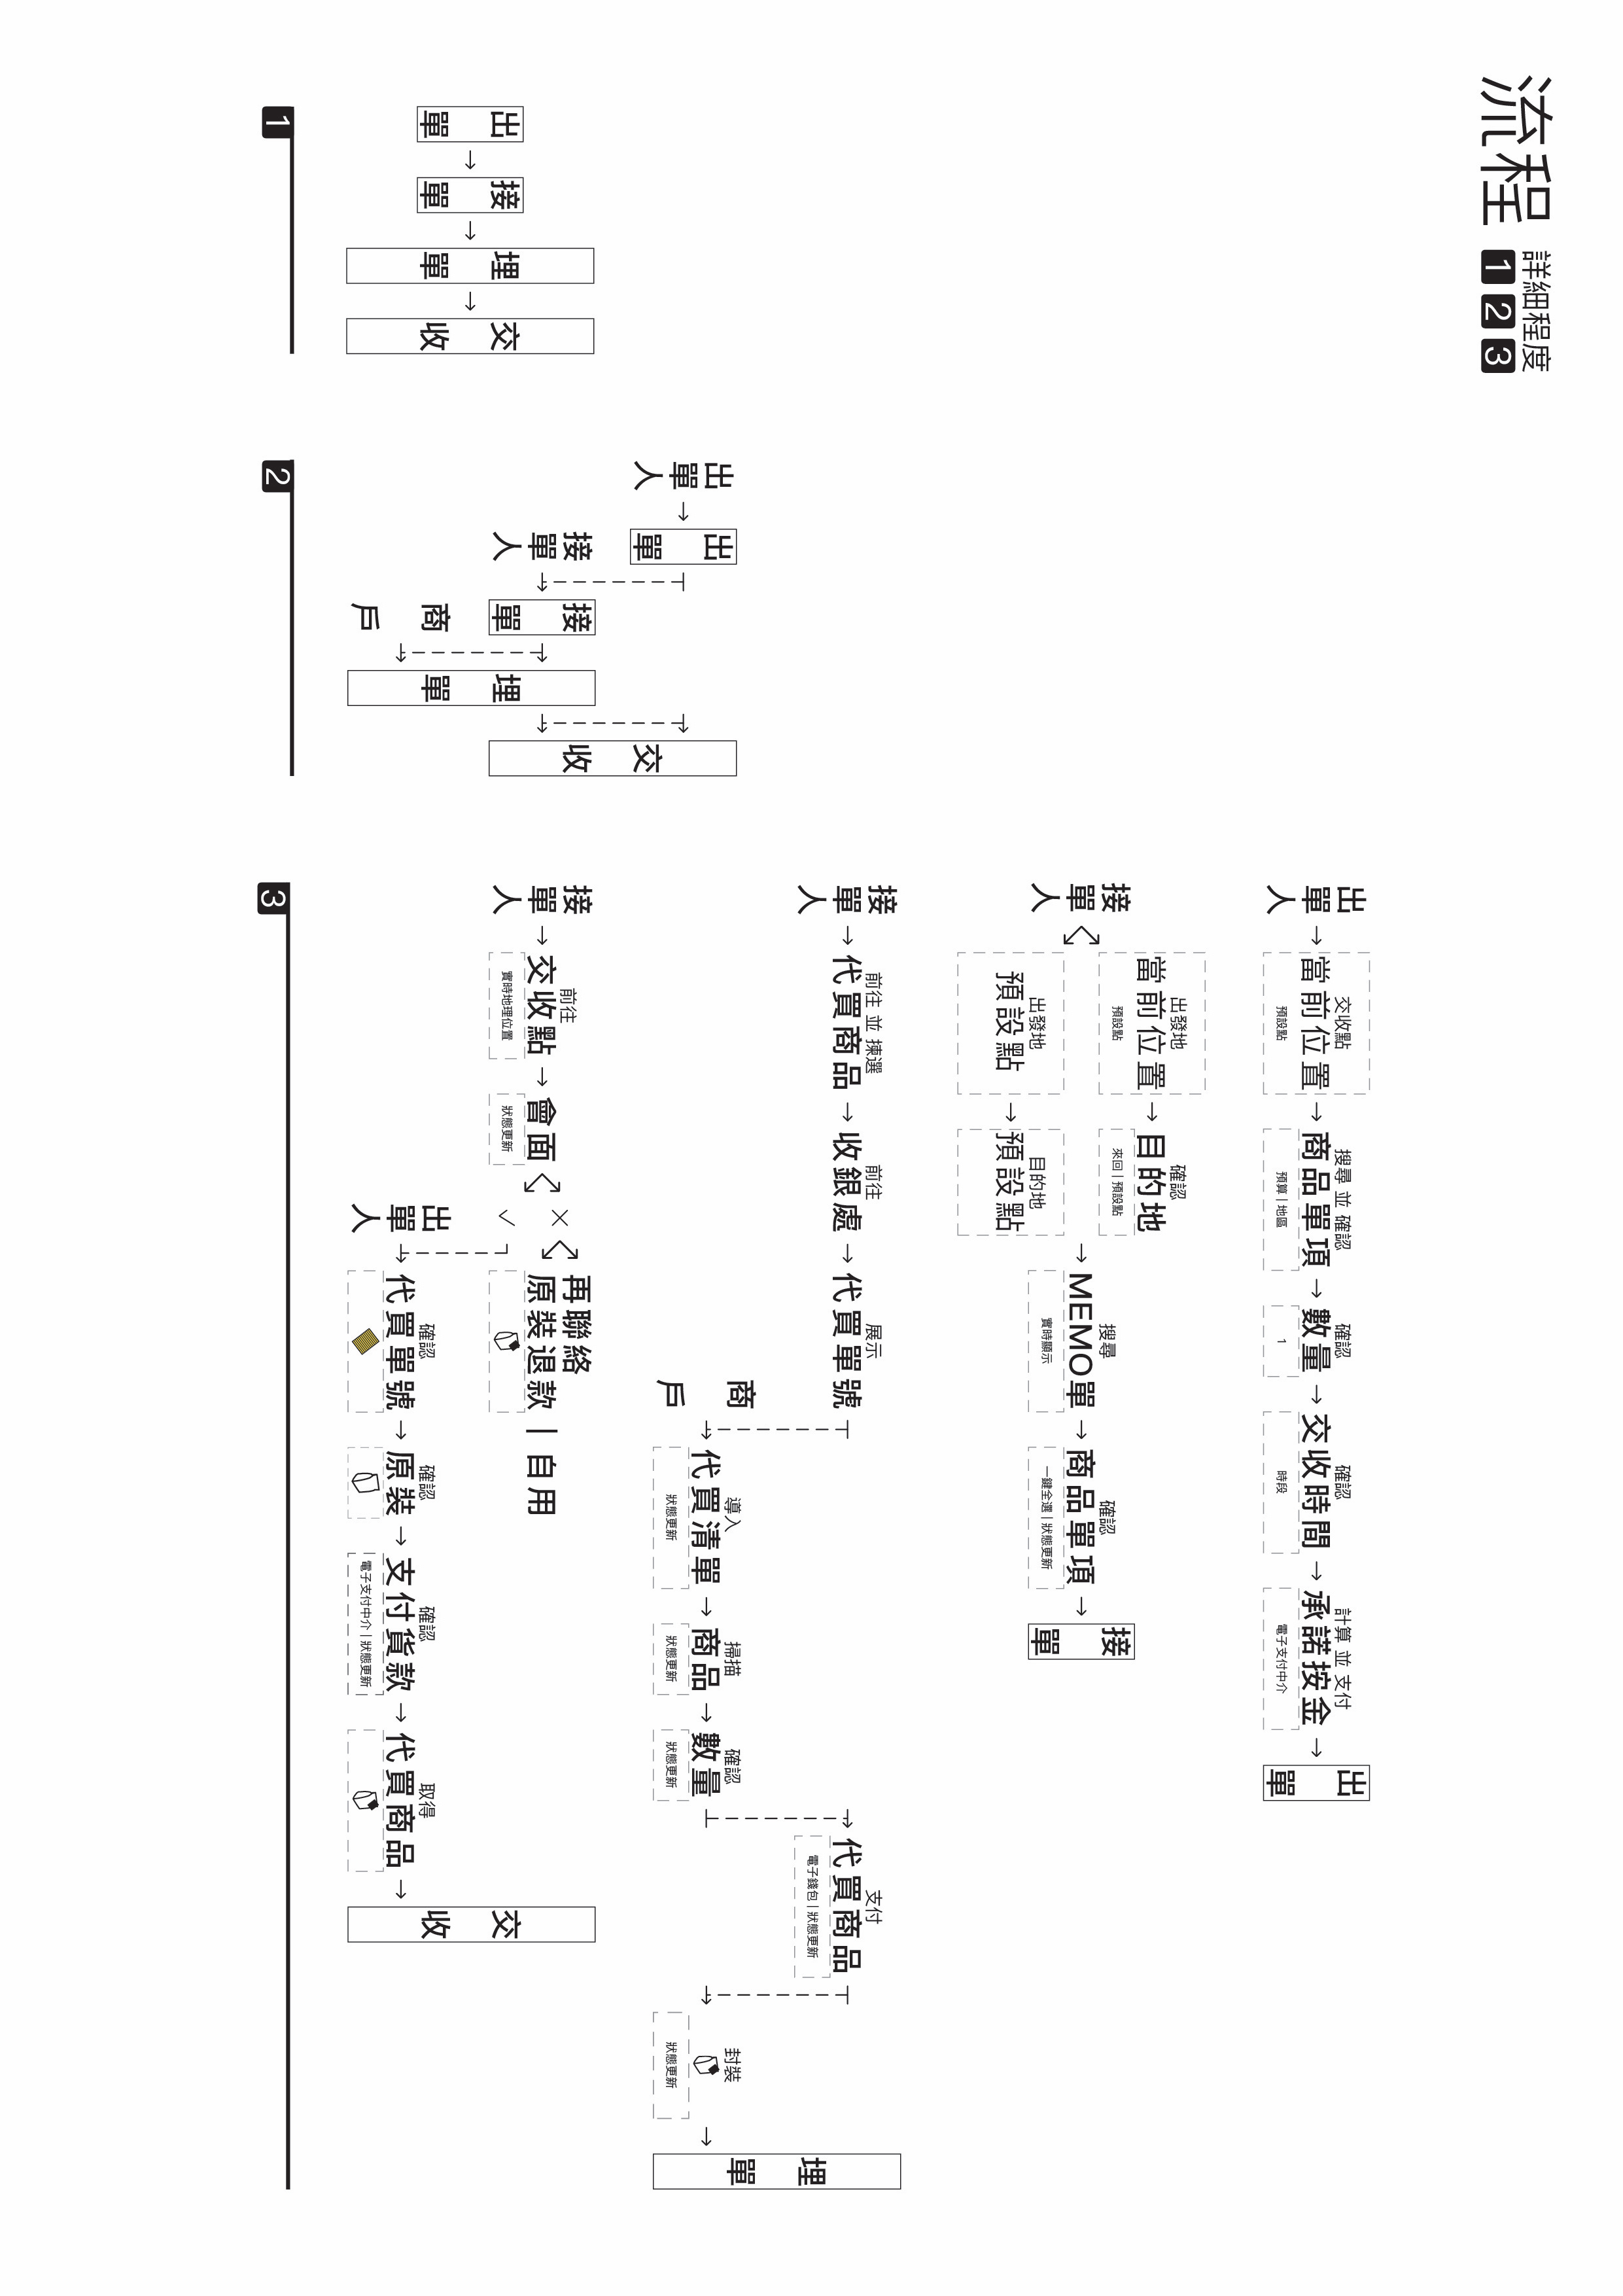 流程
詳細程度
1 2 3
1
出單
接單
埋單
交收
2
出單人
出單
接單人
接單
商戶
埋單
交收
3
出單人
交收點
當前位置
預設點
搜尋 並 確認
商品單項
預算 | 地區
確認
數量
1
確認
交收時間
時段
計算 並 支付
承諾按金
電子支付中介
出單
接單人
出發地
當前位置
預設點
確認
目的地
來回 | 預設點
出發地
預設點
目的地
預設點
搜尋
MEMO單
實時顯示
確認
商品單項
一鍵全選 | 狀態更新
接單
接單人
前往 並 揀選
代買商品
前往
收銀處
展示
代買單號
商戶
導入
代買清單
狀態更新
掃描
商品
狀態更新
確認
數量
狀態更新
支付
代買商品
電子錢包 | 狀態更新
封裝
狀態更新
埋單
接單人
前往
交收點
實時地理位置
會面
狀態更新
再聯絡
原裝退款 | 自用
出單人
確認
代買單號
確認
原裝
確認
支付貨款
電子支付中介 | 狀態更新
取得
代買商品
交收